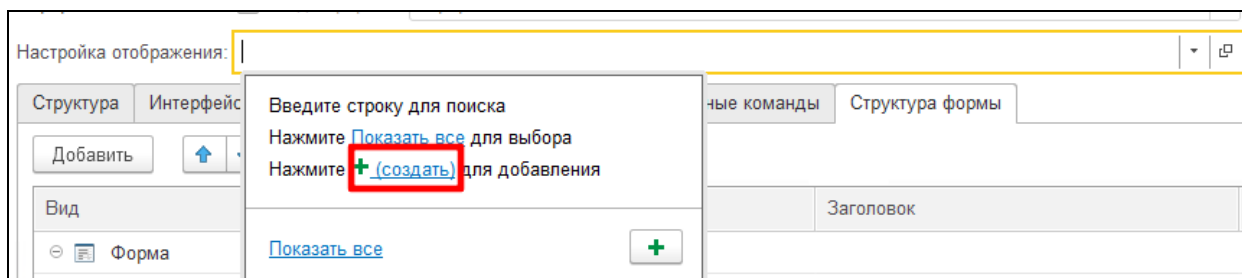 Настройка отображения:
Структура Интерфейс ные команды Структура формы
Введите строку для поиска
Нажмите Показать все для выбора
Добавить
Нажмите + (создать) для добавления
Вид Заголовок
Форма
Показать все +